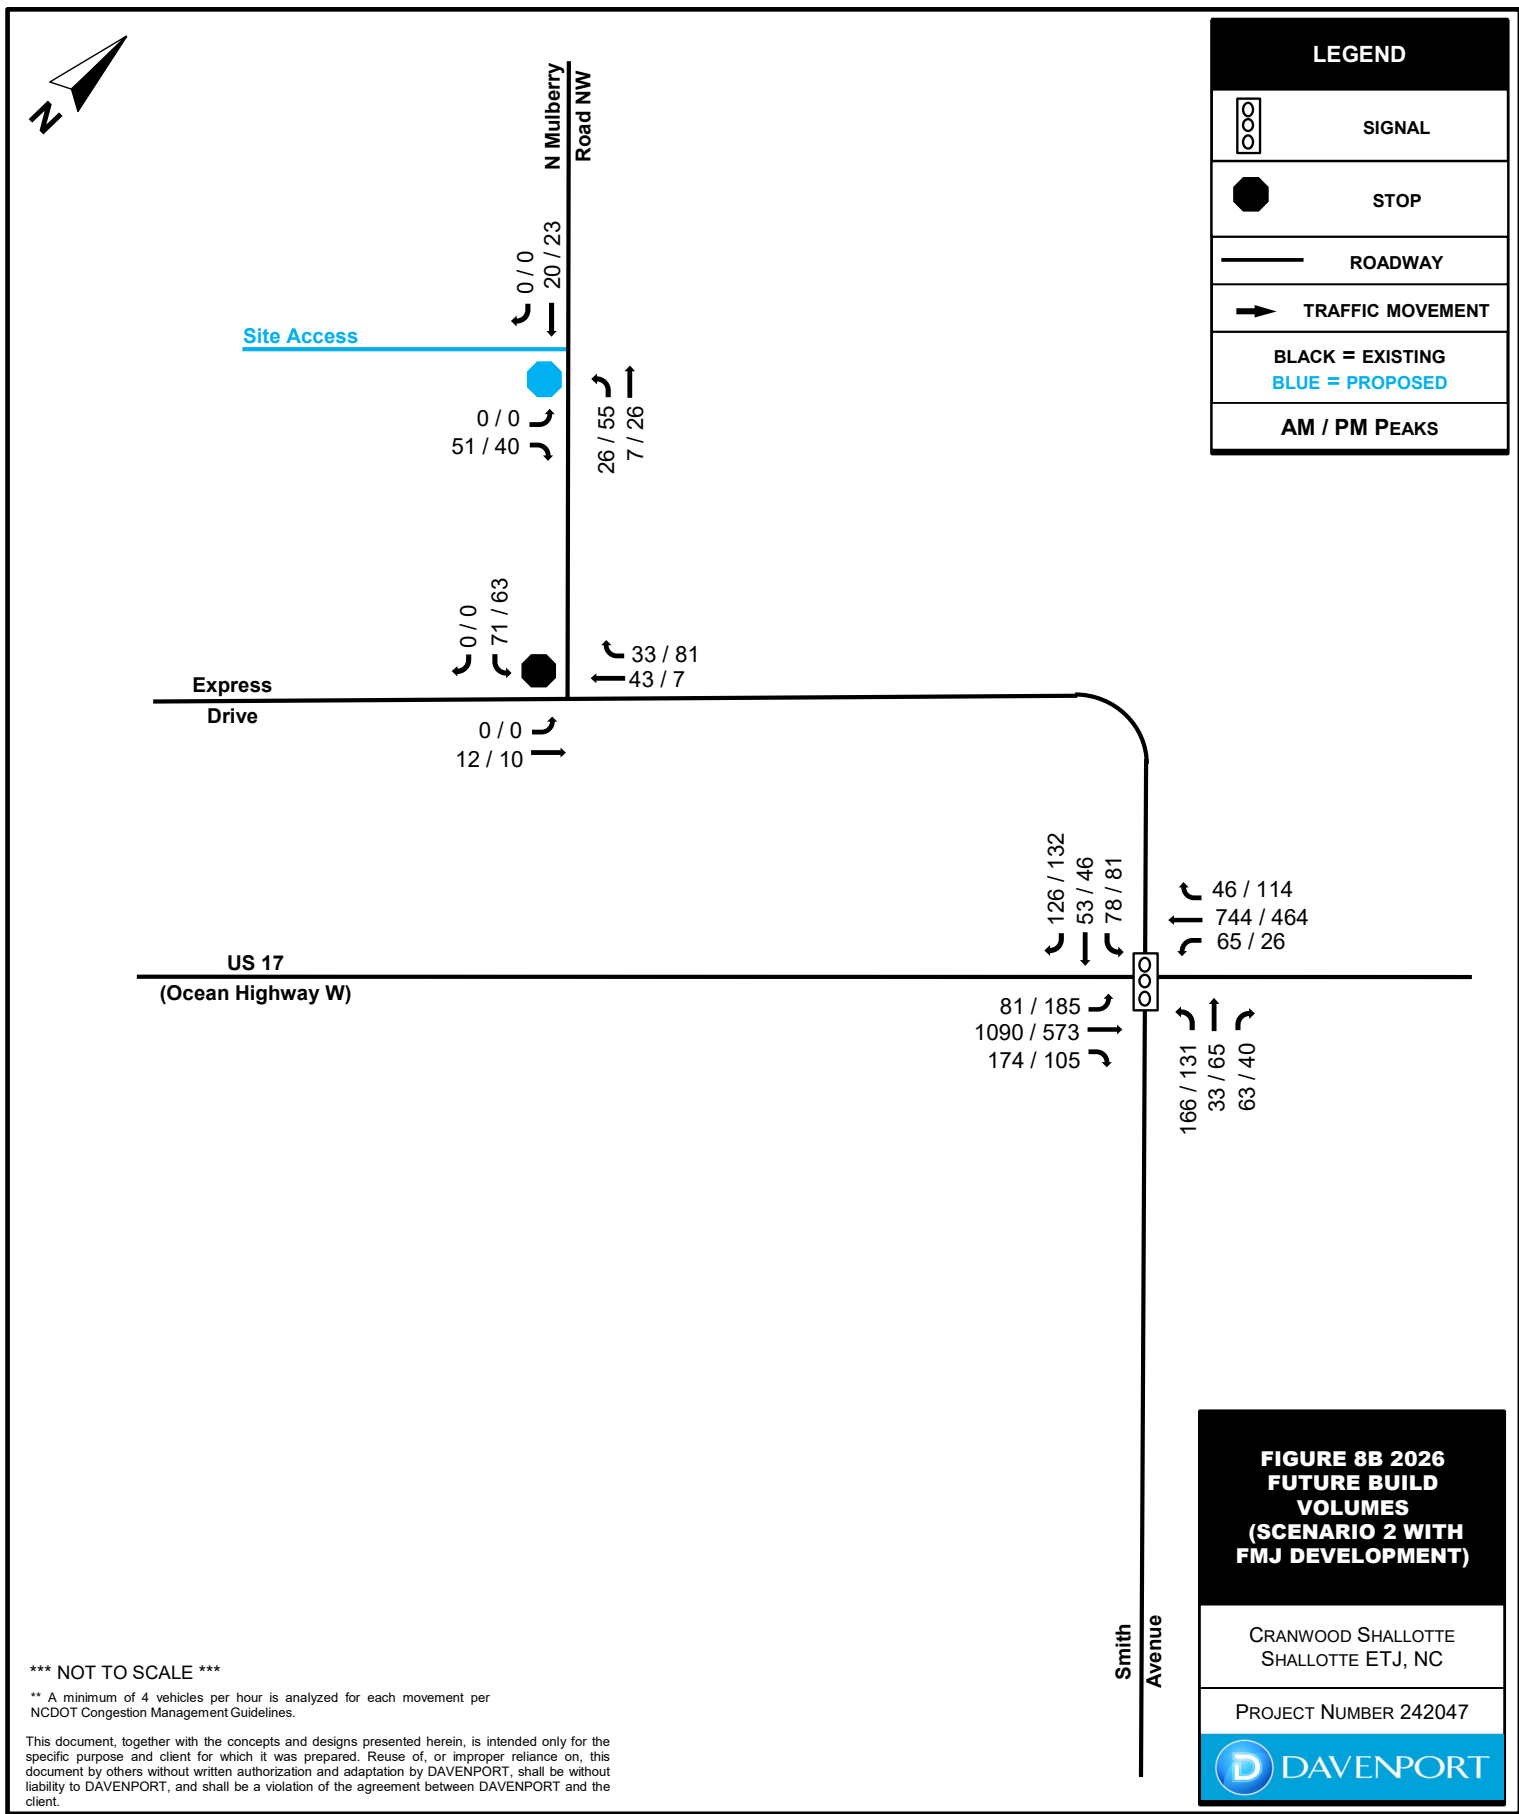 N
N Mulberry
Road NW
LEGEND
SIGNAL
STOP
ROADWAY
TRAFFIC MOVEMENT
BLACK = EXISTING
BLUE = PROPOSED
AM / PM PEAKS
0 / 0
20 / 23
Site Access
0 / 0
51 / 40
26 / 55
7 / 26
0 / 0
71 / 63
33 / 81
43 / 7
Express
Drive
0 / 0
12 / 10
126 / 132
53 / 46
78 / 81
46 / 114
744 / 464
65 / 26
US 17
(Ocean Highway W)
81 / 185
1090 / 573
174 / 105
166 / 131
33 / 65
63 / 40
Smith
Avenue
FIGURE 8B 2026
FUTURE BUILD
VOLUMES
(SCENARIO 2 WITH
FMJ DEVELOPMENT)
CRANWOOD SHALLOTTE
SHALLOTTE ETJ, NC
PROJECT NUMBER 242047
D DAVENPORT
*** NOT TO SCALE ***
** A minimum of 4 vehicles per hour is analyzed for each movement per
NCDOT Congestion Management Guidelines.
This document, together with the concepts and designs presented herein, is intended only for the
specific purpose and client for which it was prepared. Reuse of, or improper reliance on, this
document by others without written authorization and adaptation by DAVENPORT, shall be without
liability to DAVENPORT, and shall be a violation of the agreement between DAVENPORT and the
client.